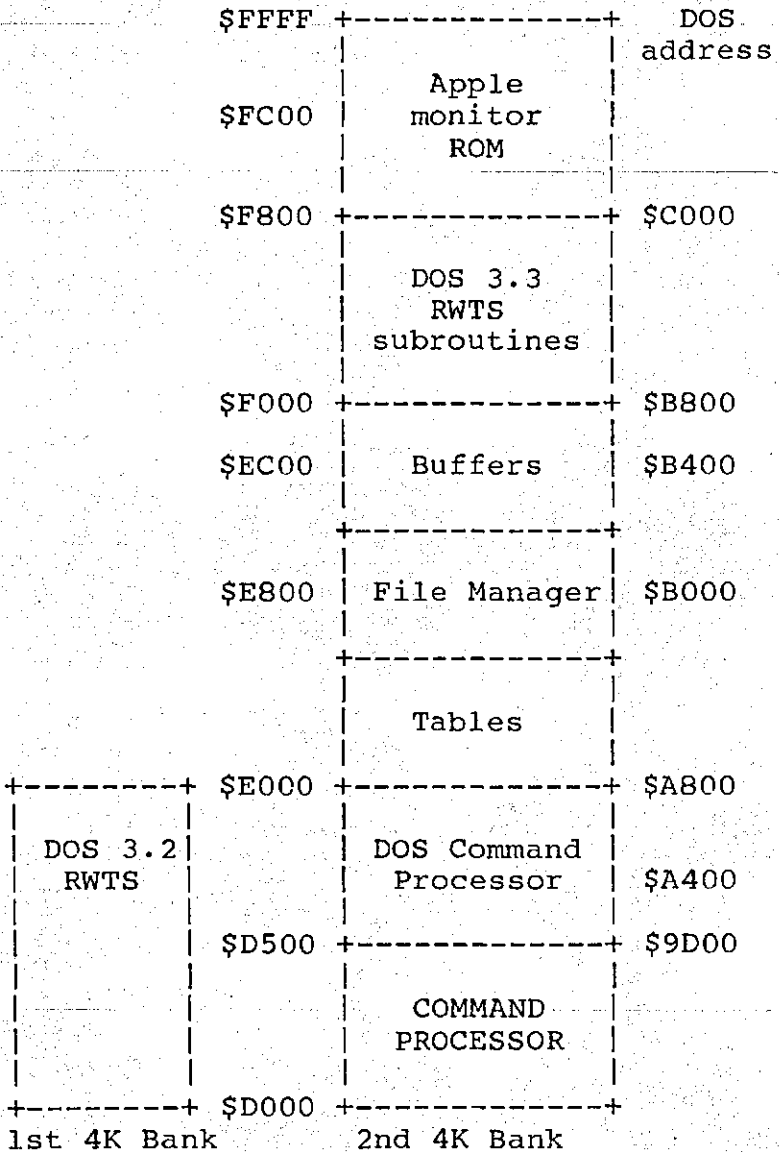 $FFFF +--------------+ DOS
address
Apple
$FC00 | monitor |
ROM
$F800 +--------------+ $C000
DOS 3.3
RWTS
subroutines
$F000 +--------------+ $B800
$EC00 | Buffers | $B400
+--------------+
$E800 | File Manager| $B000
+--------------+
Tables
+---------+ $E000 +--------------+ $A800
| DOS 3.2| | DOS Command |
| RWTS | | Processor | $A400
$D500 +--------------+ $9D00
COMMAND
PROCESSOR
+---------+ $D000 +--------------+
1st 4K Bank 2nd 4K Bank